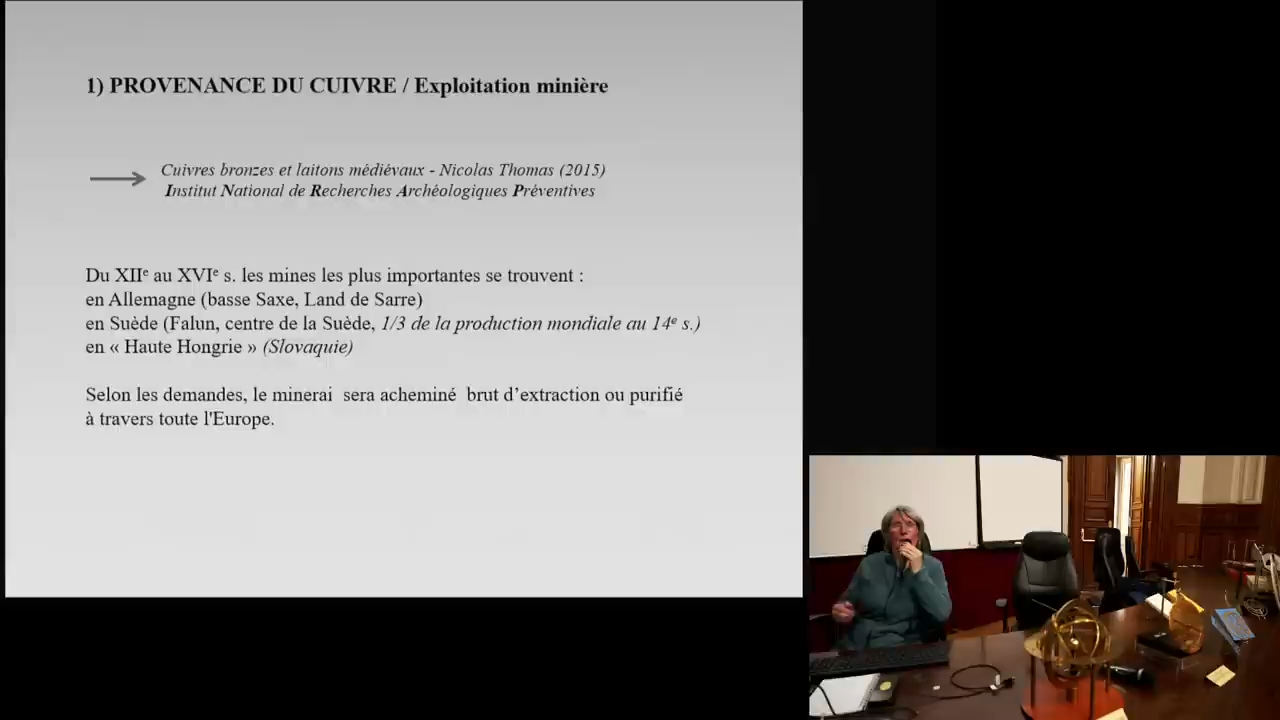 1) PROVENANCE DU CUIVRE / Exploitation minière
Cuivres bronzes et laitons médiévaux - Nicolas Thomas (2015)
Institut National de Recherches Archéologiques Préventives
Du XIIe au XVIe s. les mines les plus importantes se trouvent :
en Allemagne (basse Saxe, Land de Sarre)
en Suède (Falun, centre de la Suède, 1/3 de la production mondiale au 14e s.)
en « Haute Hongrie » (Slovaquie)
Selon les demandes, le minerai sera acheminé brut d'extraction ou purifié
à travers toute l'Europe.